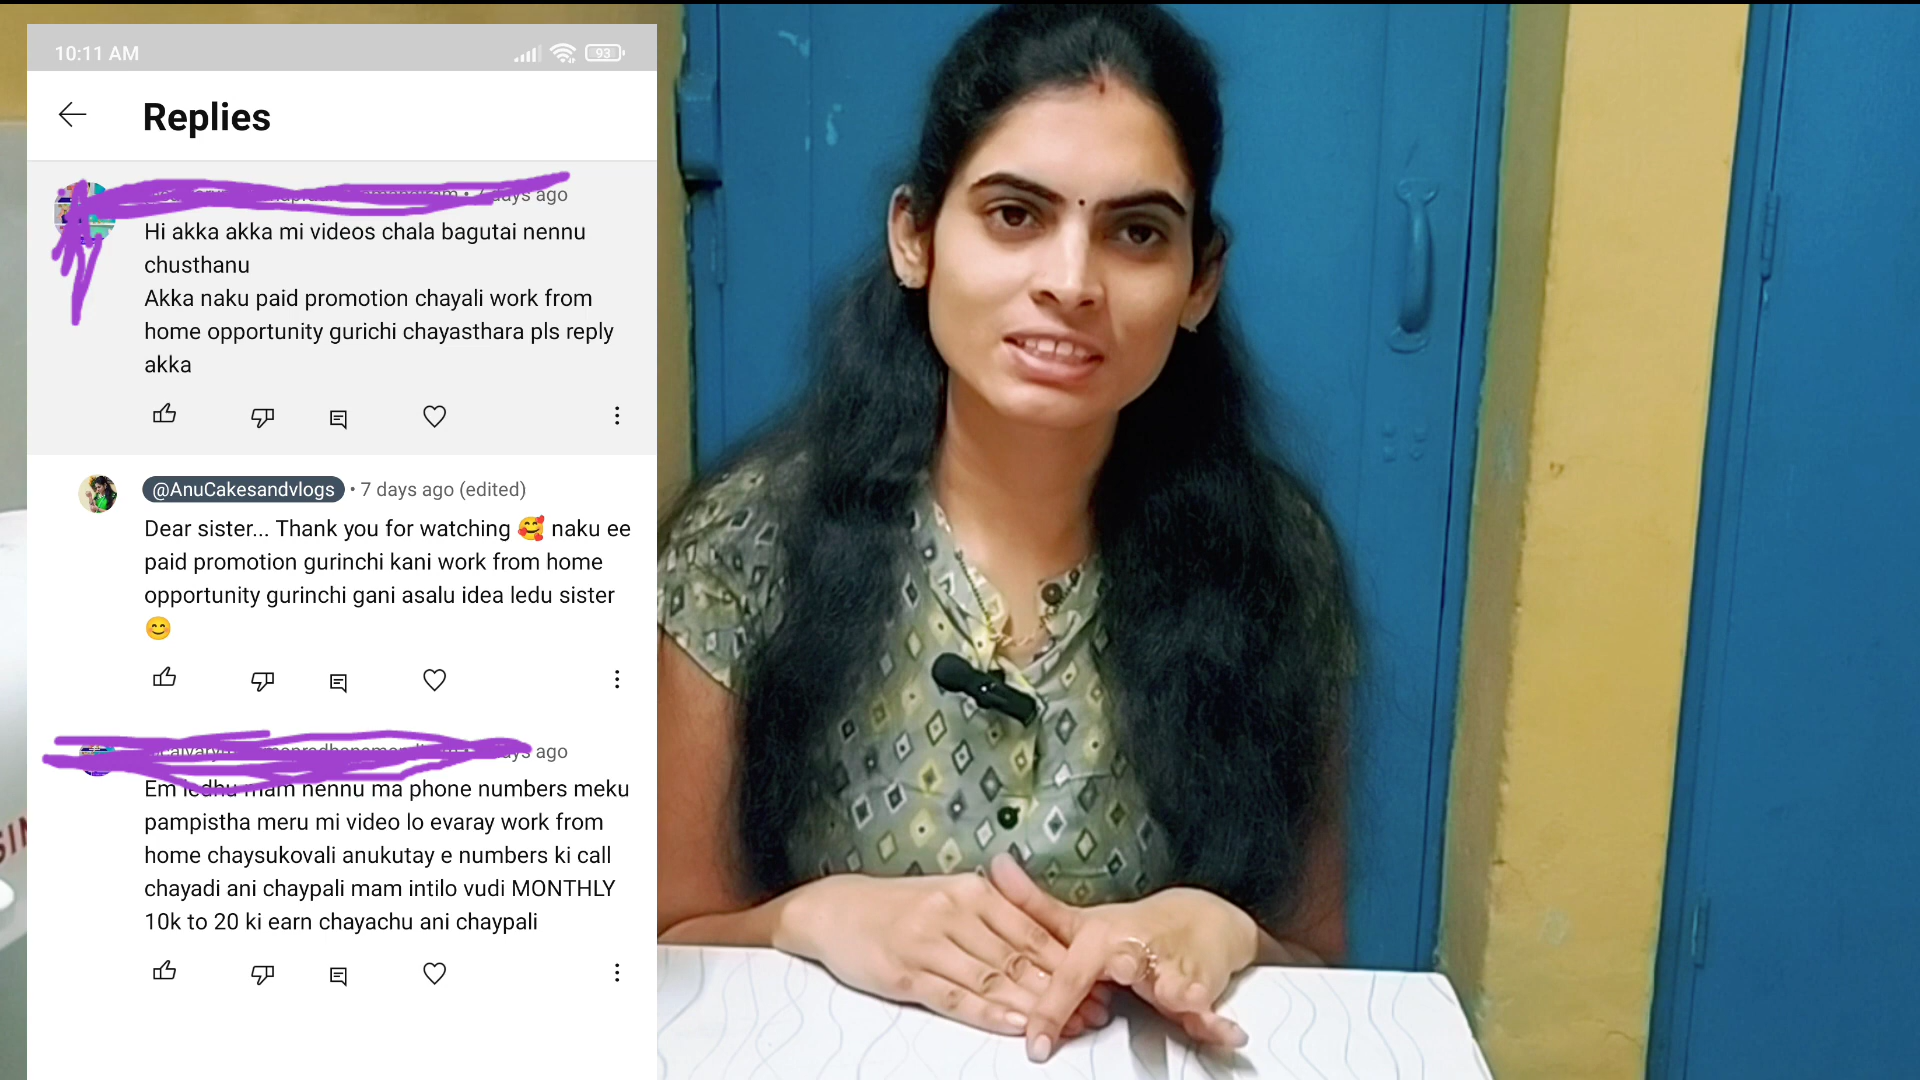 10:11 AM
93
Replies
days ago
Hi akka akka mi videos chala bagutai nennu
chusthanu
Akka naku paid promotion chayali work from
home opportunity gurichi chayasthara pls reply
akka
@AnuCakesandvlogs • 7 days ago (edited)
Dear sister... Thank you for watching 🥰 naku ee
paid promotion gurinchi kani work from home
opportunity gurinchi gani asalu idea ledu sister
😊
ago
Em ledhu mam nennu ma phone numbers meku
pampistha meru mi video lo evaray work from
home chaysukovali anukutay e numbers ki call
chayadi ani chaypali mam intilo vudi MONTHLY
10k to 20 ki earn chayachu ani chaypali